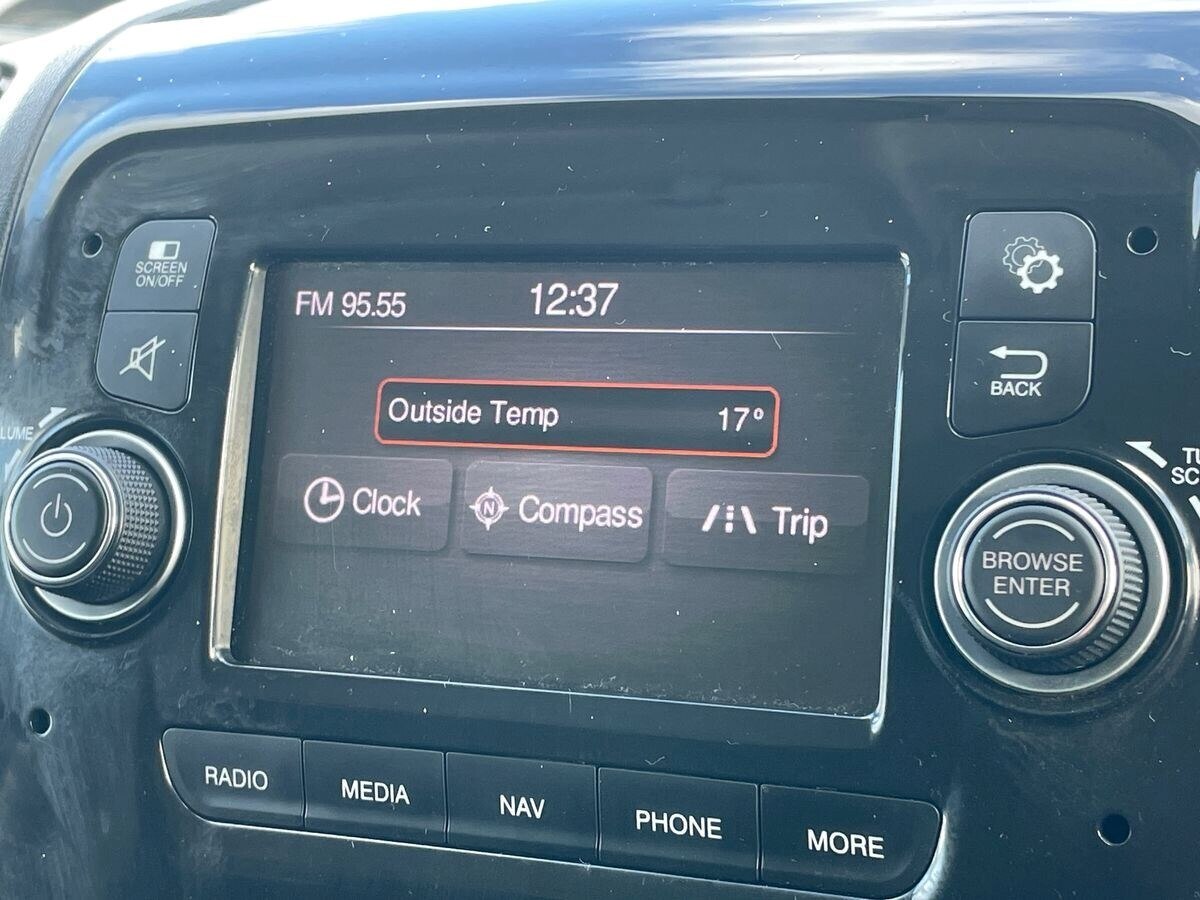 SCREEN
ON/OFF
FM 95.55
12:37
Outside Temp 17º
Clock
N
Compass
Trip
BACK
BROWSE
ENTER
RADIO
MEDIA
NAV
PHONE
MORE